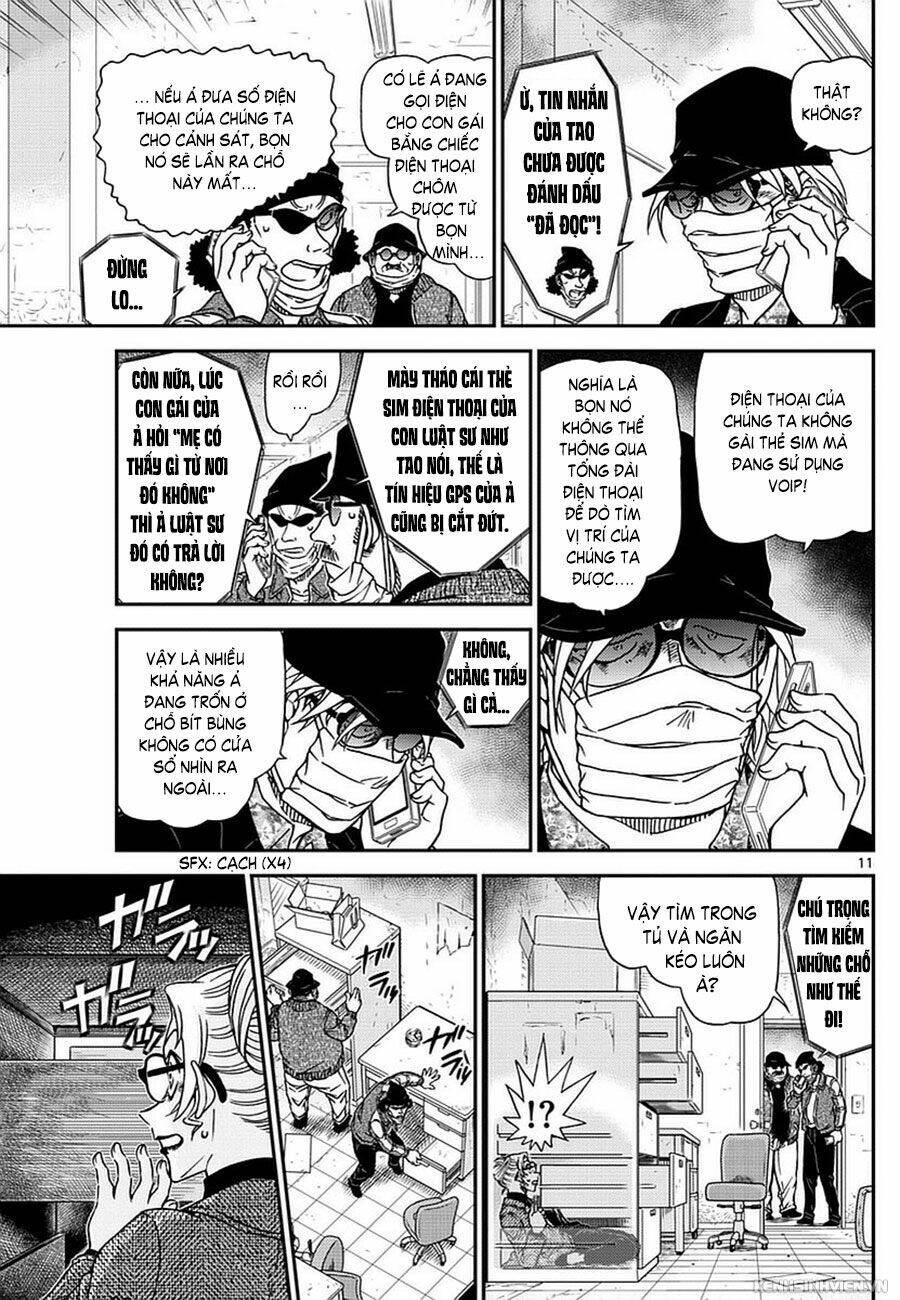 THẬT
KHÔNG?
Ừ, TIN NHẮN
CỦA TAO
CHƯA ĐƯỢC
ĐÁNH DẤU
“ĐÃ ĐỌC”!
CÓ LẼ Ả ĐANG
GỌI ĐIỆN
CHO CON GÁI
BẰNG CHIẾC
ĐIỆN THOẠI
CHÔM
ĐƯỢC TỪ
BỌN
MÌNH...
... NẾU Ả ĐƯA SỐ ĐIỆN
THOẠI CỦA CHÚNG TA
CHO CẢNH SÁT, BỌN
NÓ SẼ LẦN RA CHỖ
NÀY MẤT...
ĐỪNG
LO...
ĐIỆN THOẠI CỦA
CHÚNG TA KHÔNG
GÀI THẺ SIM MÀ
ĐANG SỬ DỤNG
VOIP!
NGHĨA LÀ
BỌN NÓ
KHÔNG THỂ
THÔNG QUA
TỔNG ĐÀI
ĐIỆN THOẠI
ĐỂ DÒ TÌM
VỊ TRÍ CỦA
CHÚNG TA
ĐƯỢC....
MÀY THÁO CÁI THẺ
SIM ĐIỆN THOẠI CỦA
CON LUẬT SƯ NHƯ
TAO NÓI, THẾ LÀ
TÍN HIỆU GPS CỦA Ả
CŨNG BỊ CẮT ĐỨT.
RỒI RỒI
...
CÒN NỮA, LÚC
CON GÁI CỦA
Ả HỎI “MẸ CÓ
THẤY GÌ TỪ NƠI
ĐÓ KHÔNG”
THÌ Ả LUẬT SƯ
ĐÓ CÓ TRẢ LỜI
KHÔNG?
KHÔNG,
CHẲNG THẤY
GÌ CẢ...
VẬY LÀ NHIỀU
KHẢ NĂNG Ả
ĐANG TRỐN Ở
CHỖ BÍT BÙNG
KHÔNG CÓ CỬA
SỔ NHÌN RA
NGOÀI...
SFX: CẠCH (X4)
11
CHÚ TRỌNG
TÌM KIẾM
NHỮNG CHỖ
NHƯ THẾ
ĐI!
VẬY TÌM TRONG
TỦ VÀ NGĂN
KÉO LUÔN
À?
!?
ガラ
ガラ
KENHSINHVIEN.VN